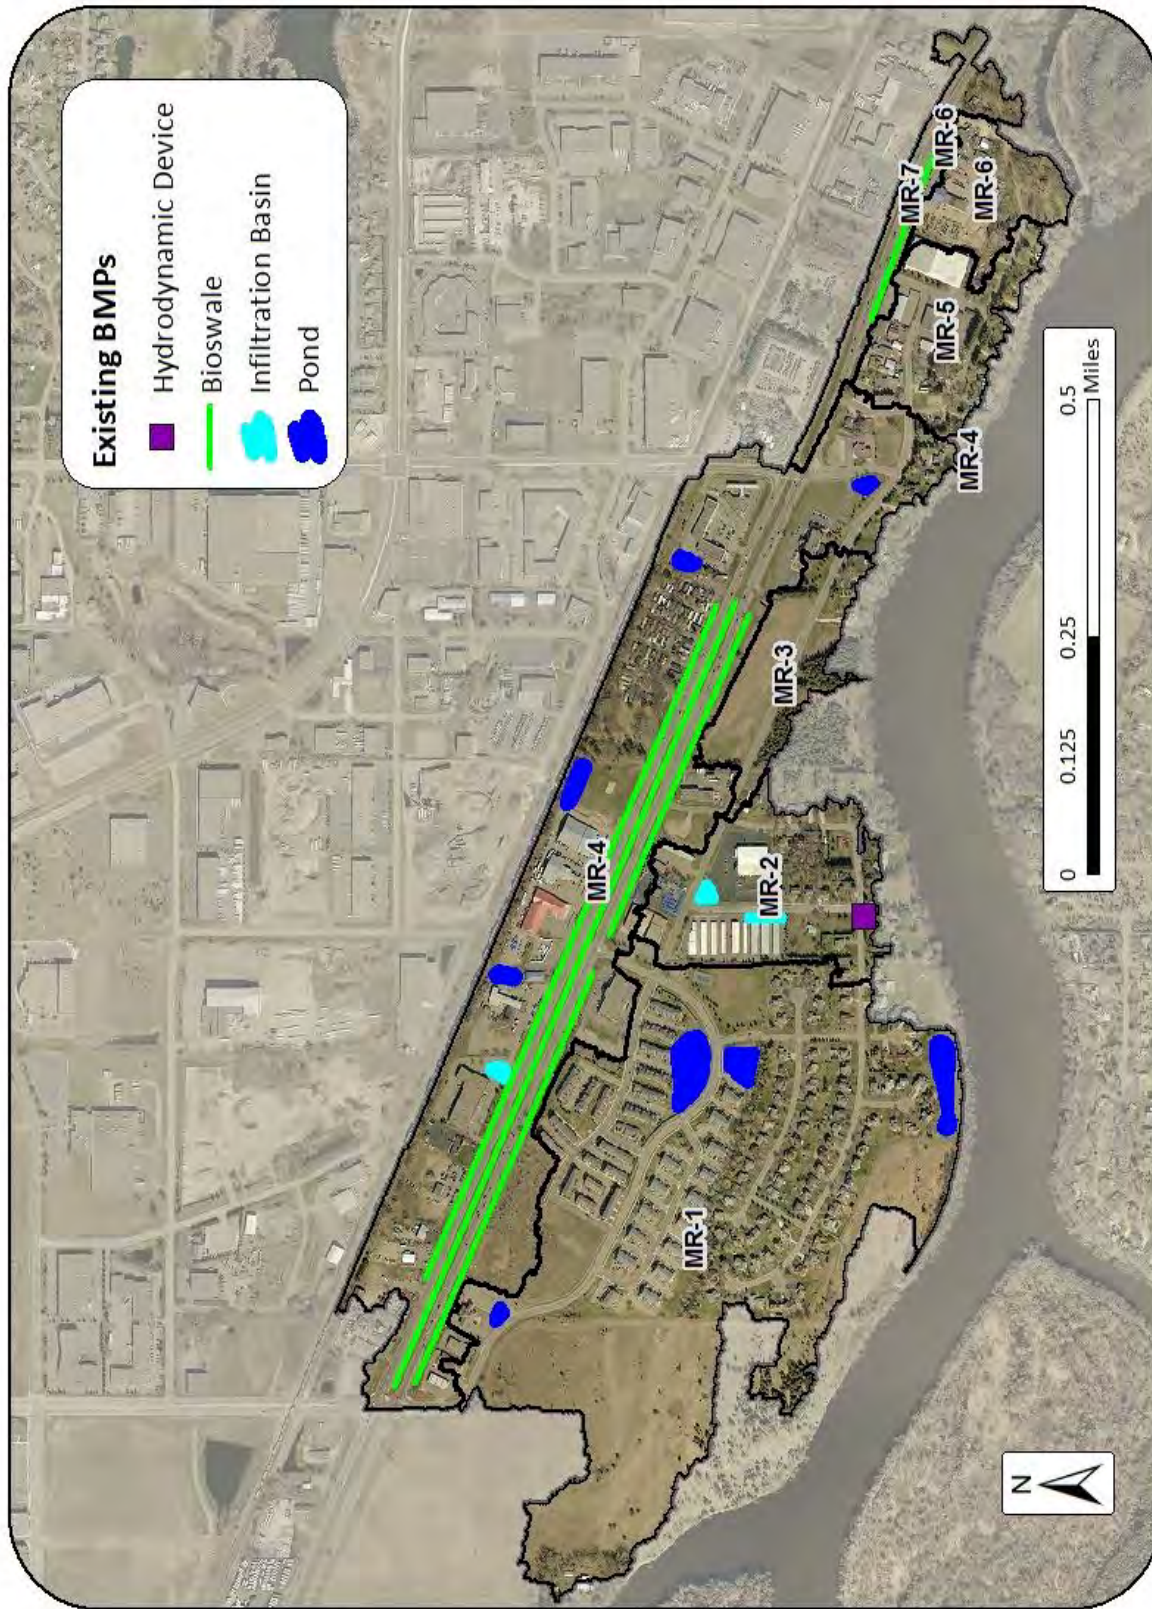 Existing BMPs
Hydrodynamic Device
Bioswale
Infiltration Basin
Pond
MR-4
MR-7
MR-6
MR-6
MR-5
MR-4
MR-3
MR-2
MR-1
N
0 0.125 0.25 0.5
Miles